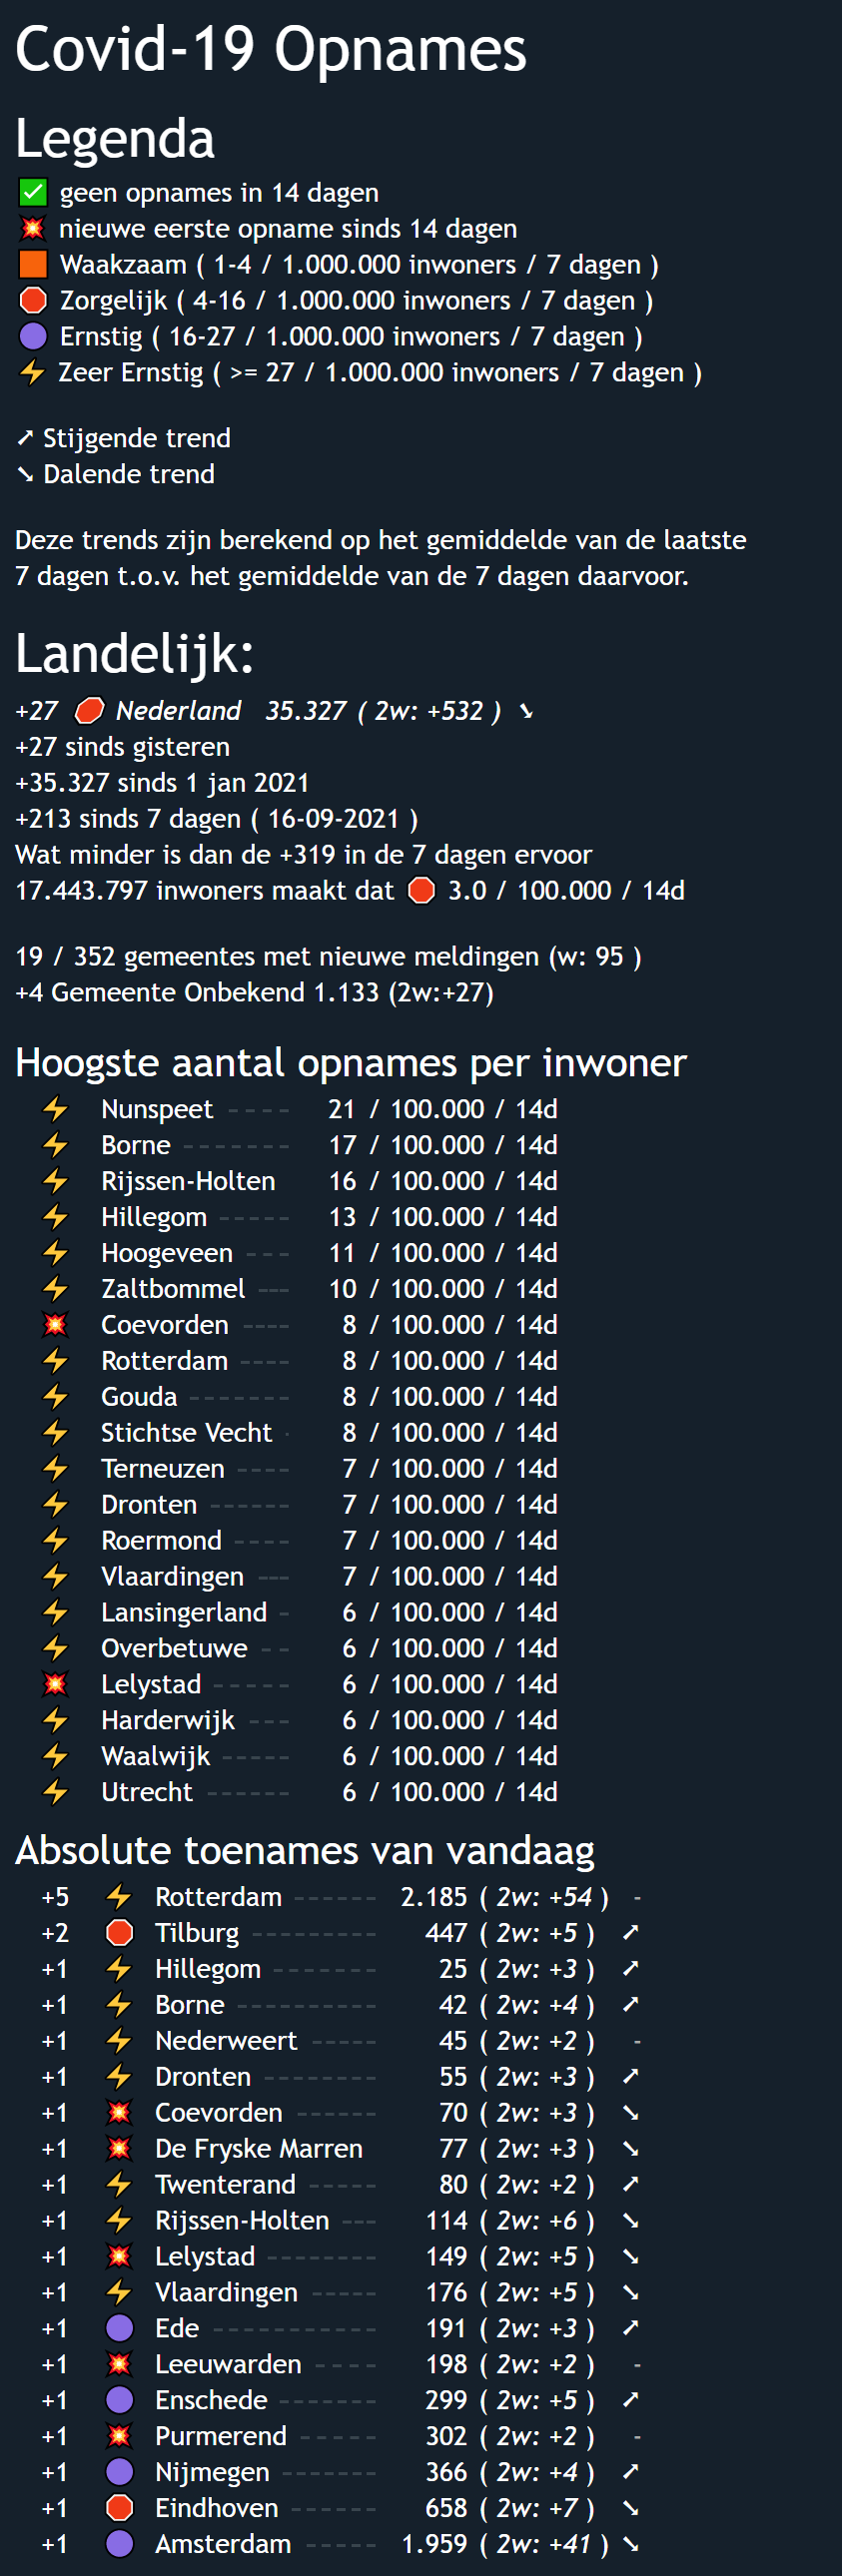 Covid-19 Opnames
Legenda
✅ geen opnames in 14 dagen
💥 nieuwe eerste opname sinds 14 dagen
🟧 Waakzaam ( 1-4 / 1.000.000 inwoners / 7 dagen )
🛑 Zorgelijk ( 4-16 / 1.000.000 inwoners / 7 dagen )
🟣 Ernstig ( 16-27 / 1.000.000 inwoners / 7 dagen )
⚡ Zeer Ernstig ( >= 27 / 1.000.000 inwoners / 7 dagen )
➚ Stijgende trend
➘ Dalende trend
Deze trends zijn berekend op het gemiddelde van de laatste
7 dagen t.o.v. het gemiddelde van de 7 dagen daarvoor.
Landelijk:
+27 🛑 Nederland 35.327 ( 2w: +532 ) ➘
+27 sinds gisteren
+35.327 sinds 1 jan 2021
+213 sinds 7 dagen ( 16-09-2021 )
Wat minder is dan de +319 in de 7 dagen ervoor
17.443.797 inwoners maakt dat 🛑 3.0 / 100.000 / 14d
19 / 352 gemeentes met nieuwe meldingen (w: 95 )
+4 Gemeente Onbekend 1.133 (2w:+27)
Hoogste aantal opnames per inwoner
⚡ Nunspeet ---- 21 / 100.000 / 14d
⚡ Borne ------- 17 / 100.000 / 14d
⚡ Rijssen-Holten 16 / 100.000 / 14d
⚡ Hillegom ----- 13 / 100.000 / 14d
⚡ Hoogeveen --- 11 / 100.000 / 14d
⚡ Zaltbommel --- 10 / 100.000 / 14d
💥 Coevorden ---- 8 / 100.000 / 14d
⚡ Rotterdam ---- 8 / 100.000 / 14d
⚡ Gouda ------- 8 / 100.000 / 14d
⚡ Stichtse Vecht - 8 / 100.000 / 14d
⚡ Terneuzen ---- 7 / 100.000 / 14d
⚡ Dronten ------ 7 / 100.000 / 14d
⚡ Roermond ---- 7 / 100.000 / 14d
⚡ Vlaardingen --- 7 / 100.000 / 14d
⚡ Lansingerland - 6 / 100.000 / 14d
⚡ Overbetuwe -- 6 / 100.000 / 14d
💥 Lelystad ------ 6 / 100.000 / 14d
⚡ Harderwijk --- 6 / 100.000 / 14d
⚡ Waalwijk ----- 6 / 100.000 / 14d
⚡ Utrecht ------ 6 / 100.000 / 14d
Absolute toenames van vandaag
+5 ⚡ Rotterdam ------ 2.185 ( 2w: +54 ) -
+2 🛑 Tilburg --------- 447 ( 2w: +5 ) ➚
+1 ⚡ Hillegom ------- 25 ( 2w: +3 ) ➚
+1 ⚡ Borne ---------- 42 ( 2w: +4 ) ➚
+1 ⚡ Nederweert ----- 45 ( 2w: +2 ) -
+1 ⚡ Dronten -------- 55 ( 2w: +3 ) ➚
+1 💥 Coevorden ------ 70 ( 2w: +3 ) ➘
+1 💥 De Fryske Marren 77 ( 2w: +3 ) ➘
+1 ⚡ Twenterand ----- 80 ( 2w: +2 ) ➚
+1 ⚡ Rijssen-Holten --- 114 ( 2w: +6 ) ➘
+1 💥 Lelystad -------- 149 ( 2w: +5 ) ➘
+1 ⚡ Vlaardingen ----- 176 ( 2w: +5 ) ➘
+1 🟣 Ede ------------ 191 ( 2w: +3 ) ➚
+1 💥 Leeuwarden ---- 198 ( 2w: +2 ) -
+1 🟣 Enschede ------- 299 ( 2w: +5 ) ➚
+1 💥 Purmerend ----- 302 ( 2w: +2 ) -
+1 🟣 Nijmegen ------- 366 ( 2w: +4 ) ➚
+1 🛑 Eindhoven ------ 658 ( 2w: +7 ) ➘
+1 🟣 Amsterdam ----- 1.959 ( 2w: +41 ) ➘